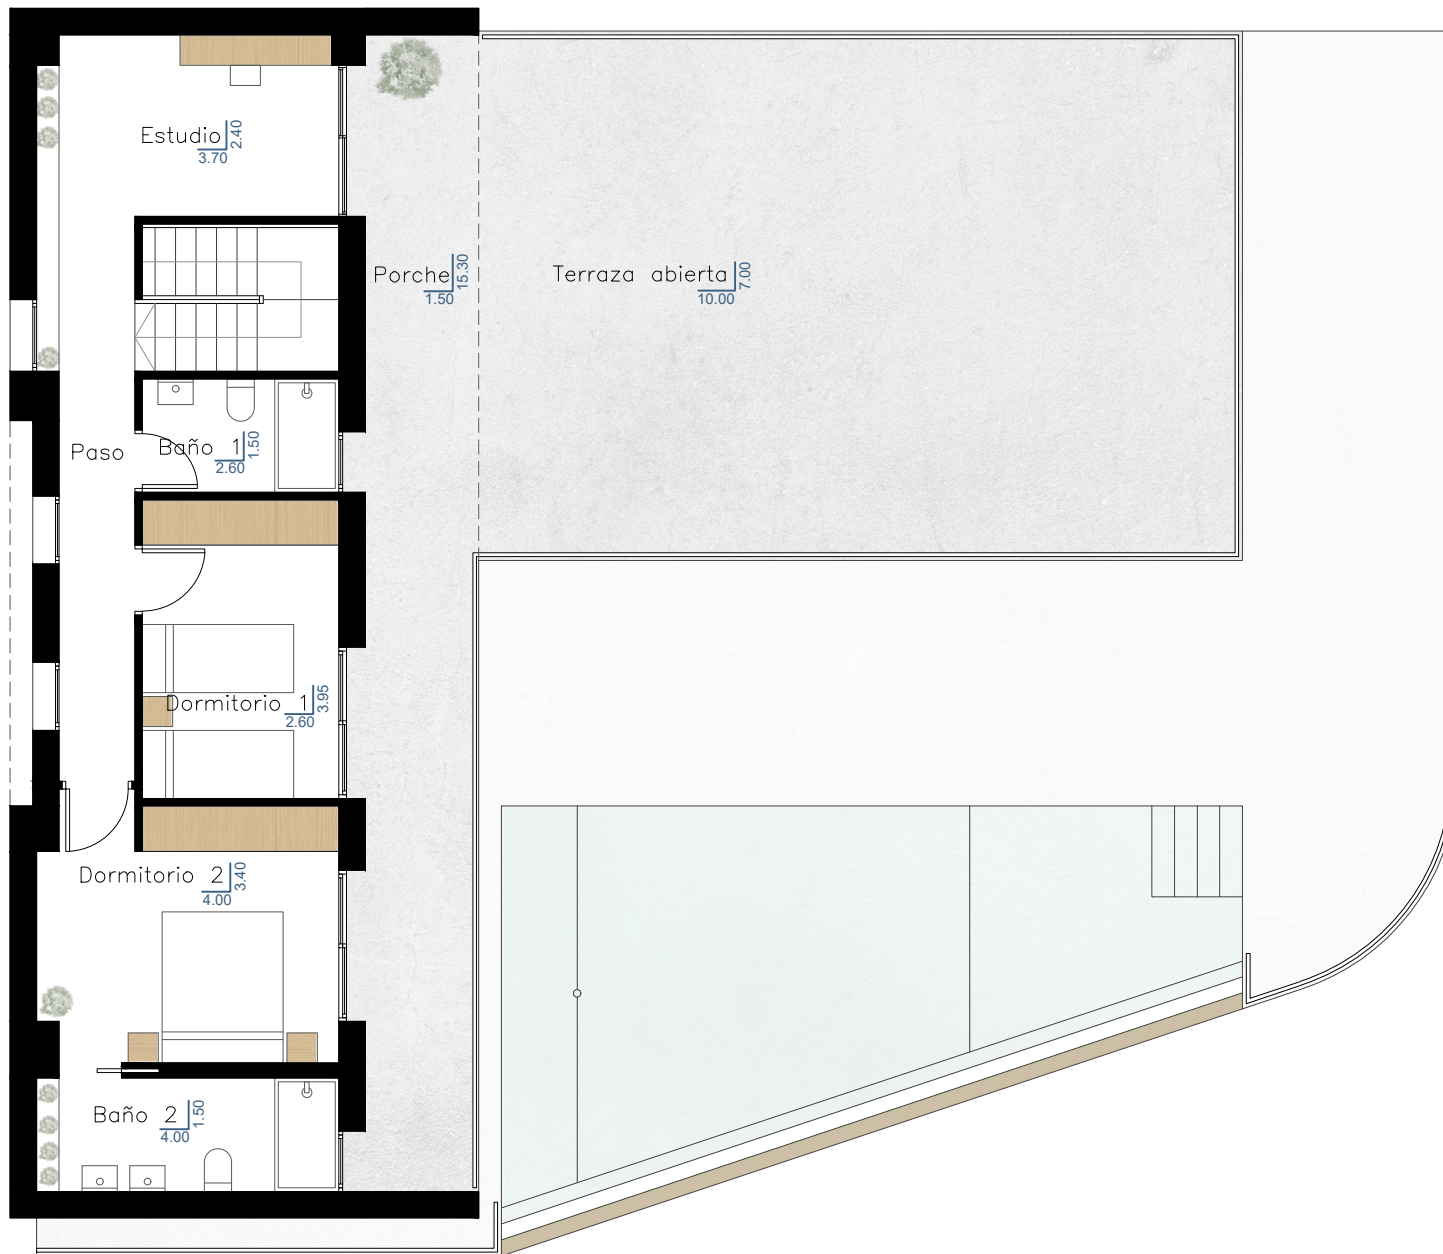 Estudio
2.40
3.70
Porche
15.30
1.50
Terraza abierta
7.00
10.00
Paso
Baño 1
1.50
2.60
Dormitorio 1
3.95
2.60
Dormitorio 2
3.40
4.00
Baño 2
1.50
4.00